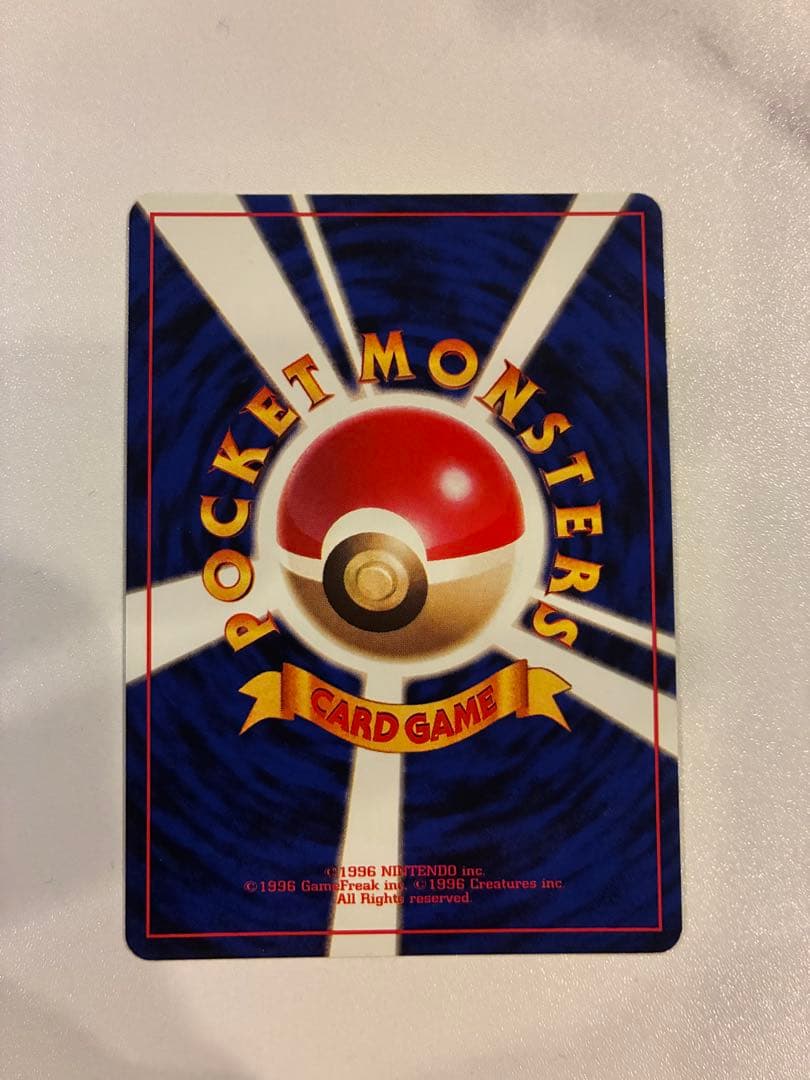 POCKET MONSTERS
CARD GAME
©1996 NINTENDO inc.
©1996 GameFreak inc. ©1996 Creatures inc.
All Rights reserved.